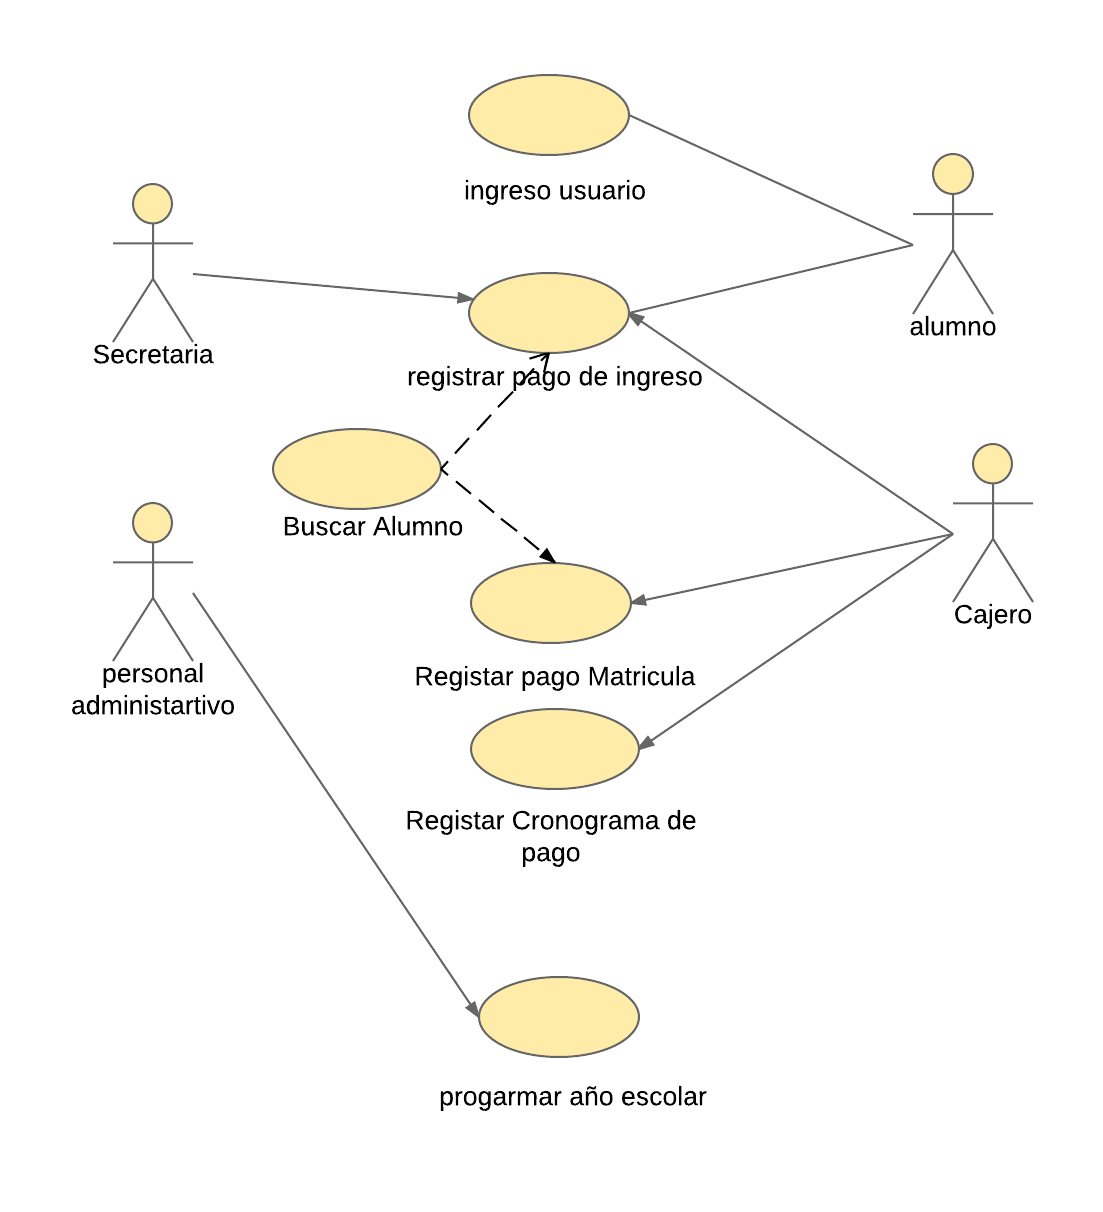 ingreso usuario
alumno
Secretaria
registrar pago de ingreso
Buscar Alumno
Cajero
personal
administartivo
Registar pago Matricula
Registar Cronograma de
pago
progarmar año escolar